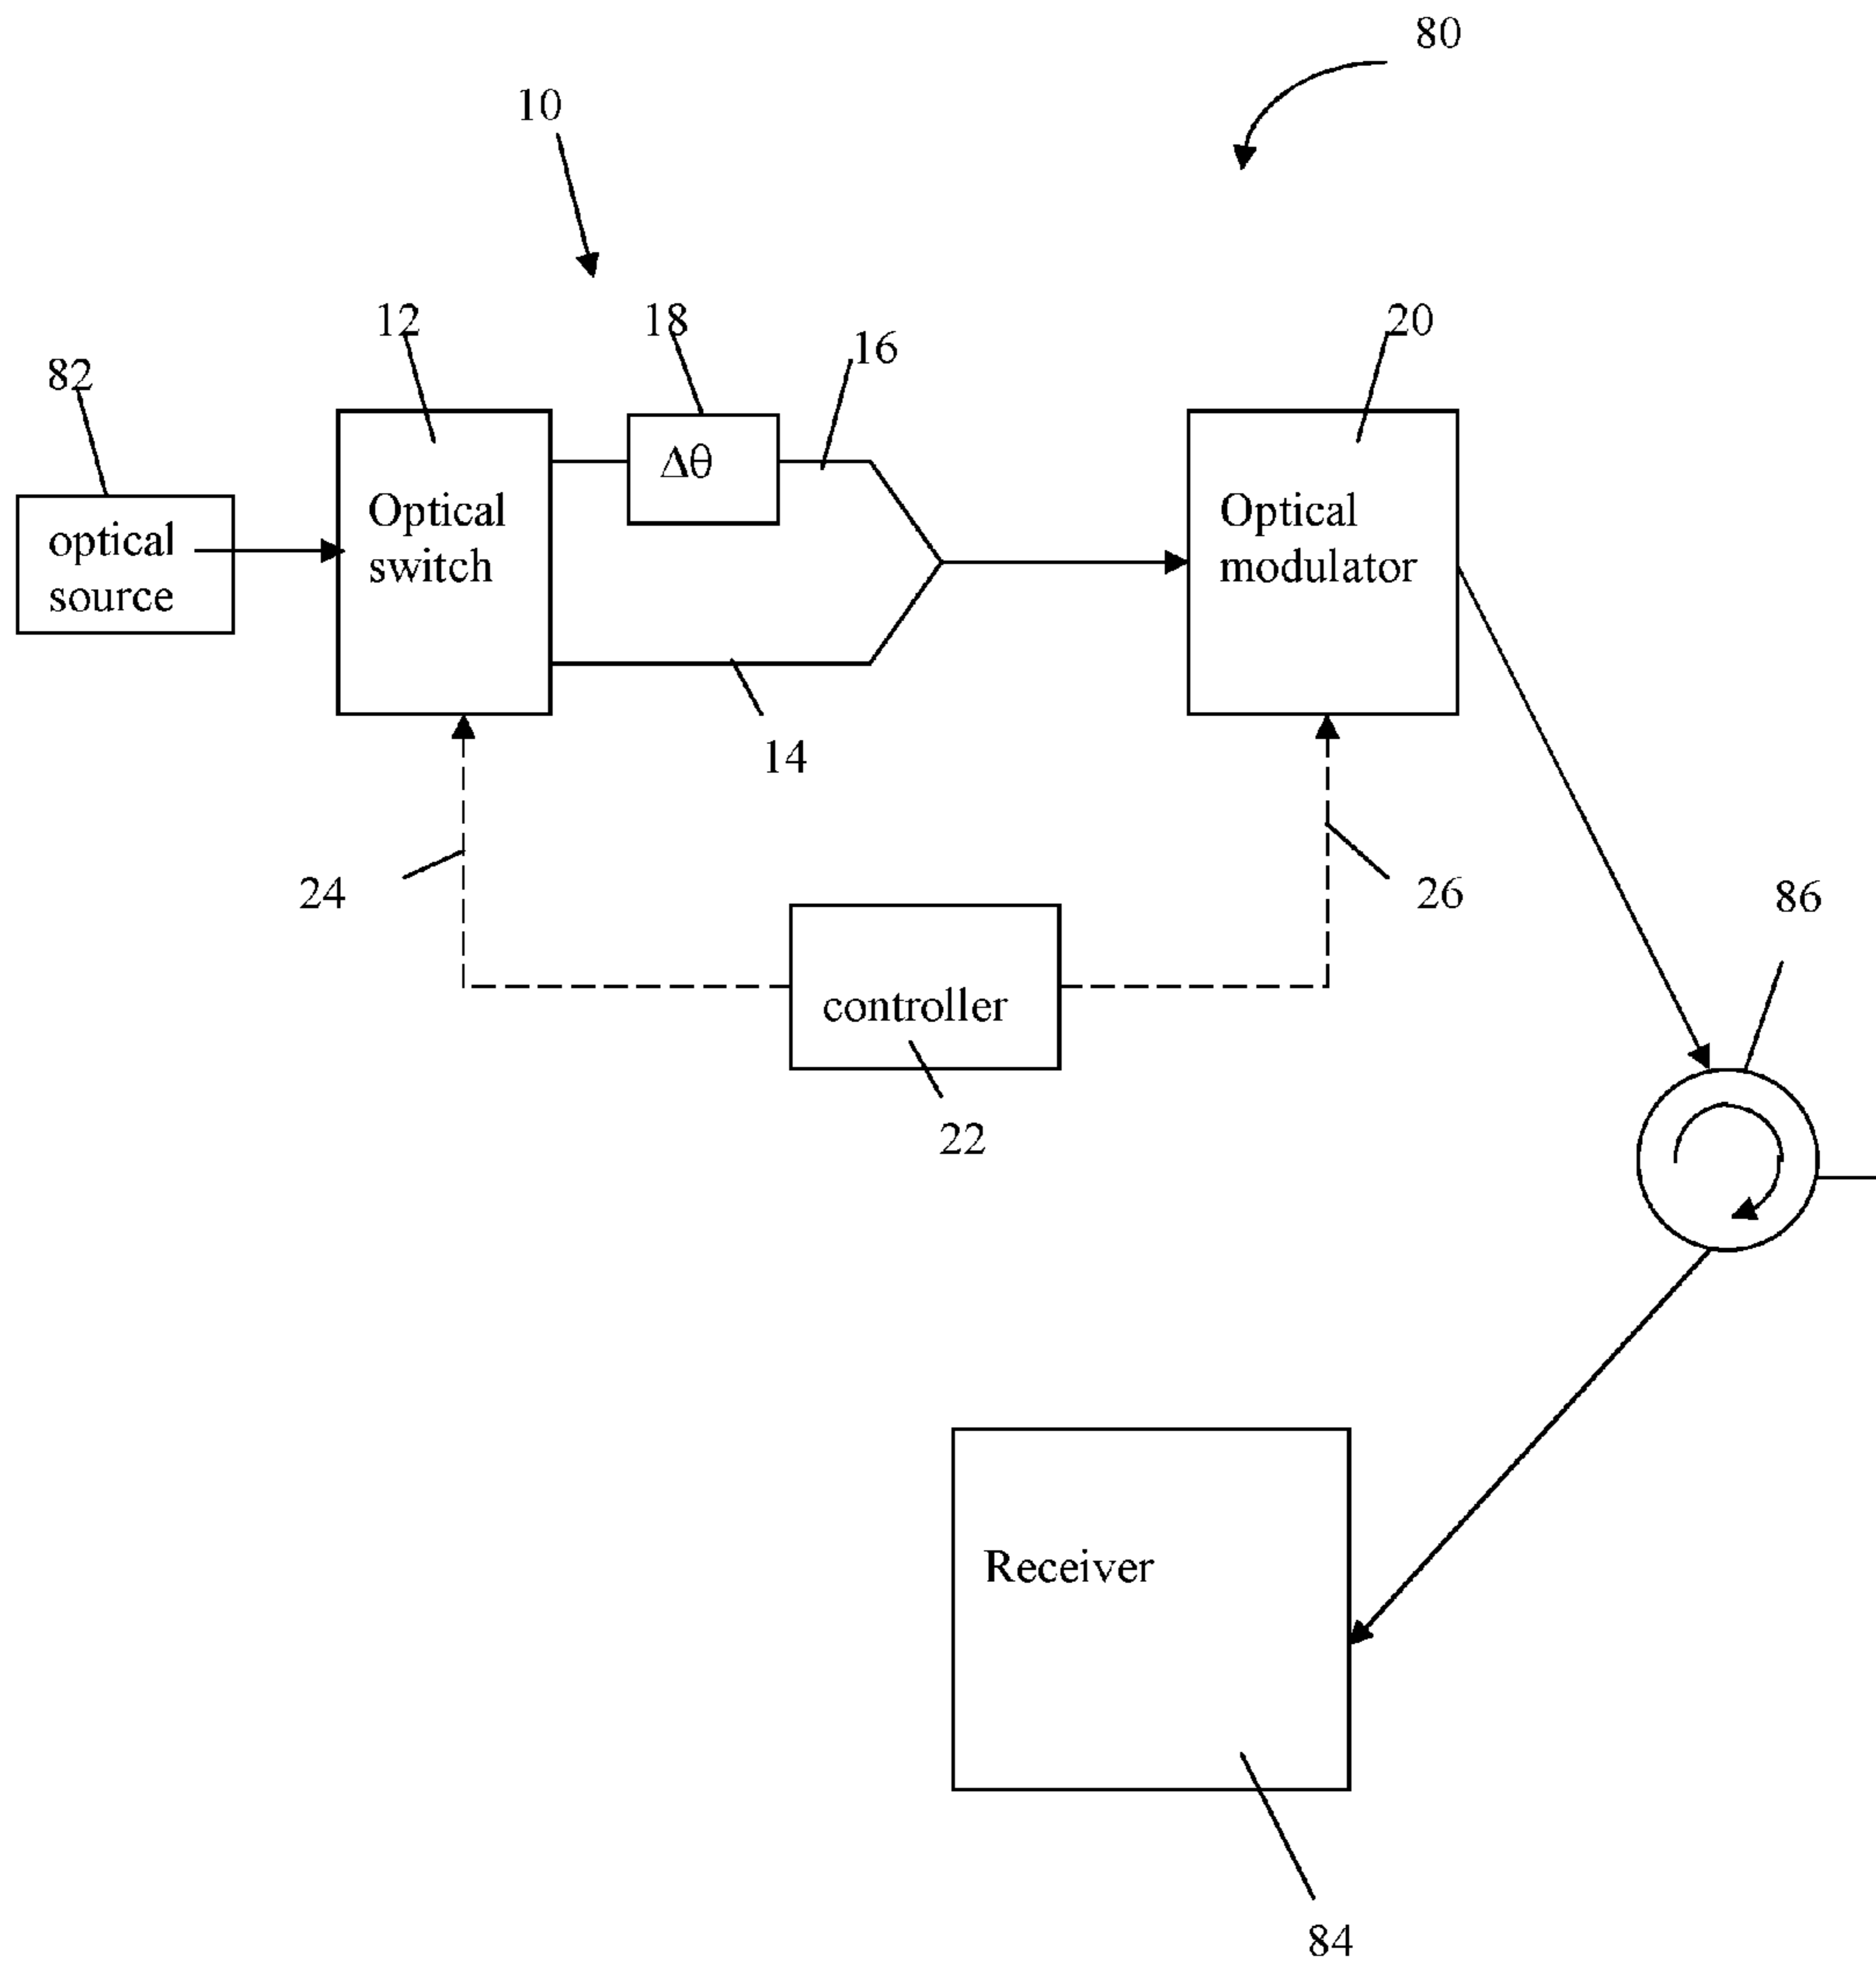 80
10
12
18
16
20
82
Δθ
Optical
switch
Optical
modulator
optical
source
14
24
26
86
controller
22
Receiver
84